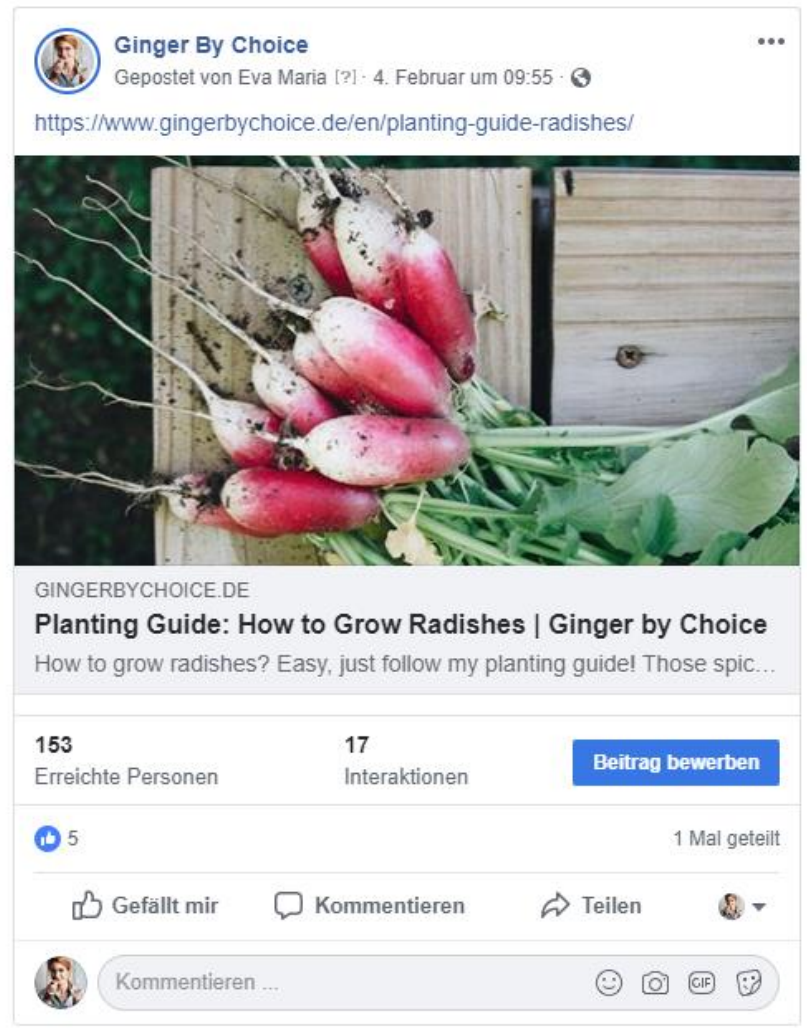 Ginger By Choice
Gepostet von Eva Maria [?] · 4. Februar um 09:55 ·
https://www.gingerbychoice.de/en/planting-guide-radishes/
GINGERBYCHOICE.DE
Planting Guide: How to Grow Radishes | Ginger by Choice
How to grow radishes? Easy, just follow my planting guide! Those spic...
153
Erreichte Personen
17
Interaktionen
Beitrag bewerben
5
1 Mal geteilt
Gefällt mir
Kommentieren
Teilen
Kommentieren ...
GIF